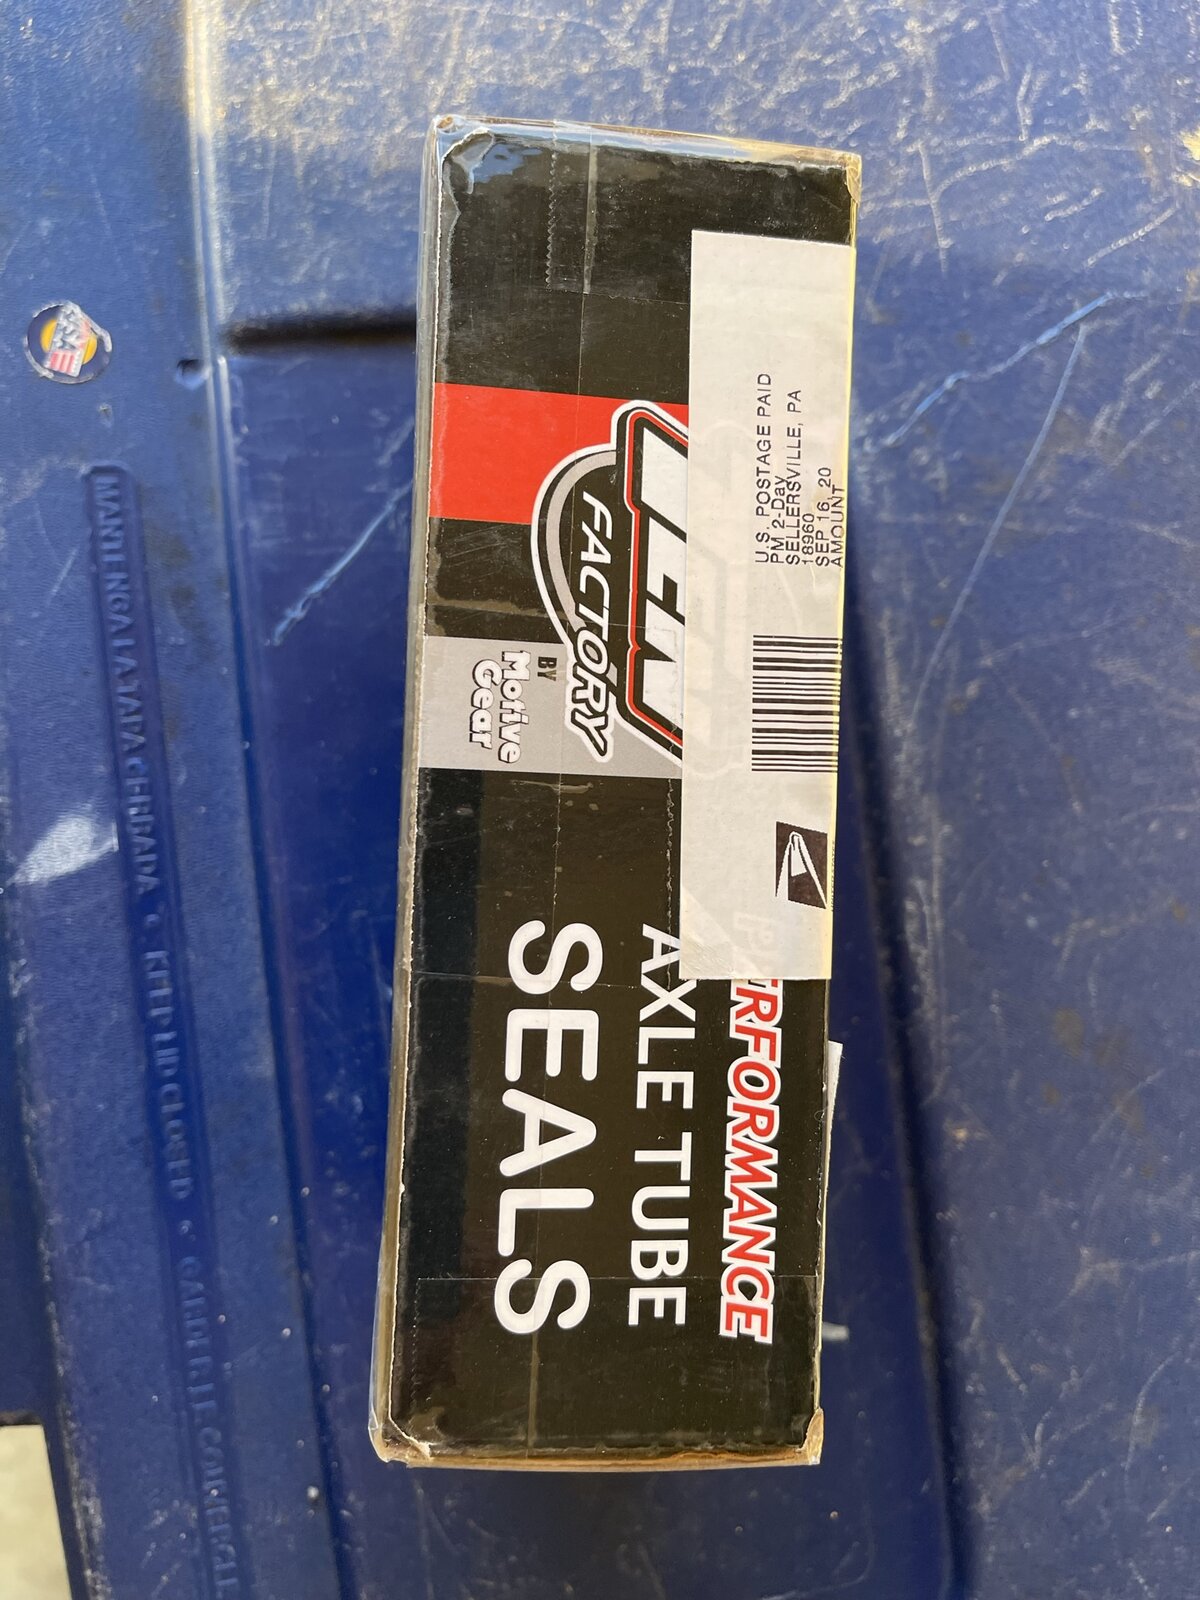 FACTORY
BY
Motive
Gear
PERFORMANCE
AXLE TUBE
SEALS
U.S. POSTAGE PAID
PM 2-Day
SELLERSVILLE, PA
18960
SEP 16, 20
AMOUNT
MANTENGA LA TAPA CERRADA • KEEP LID CLOSED •